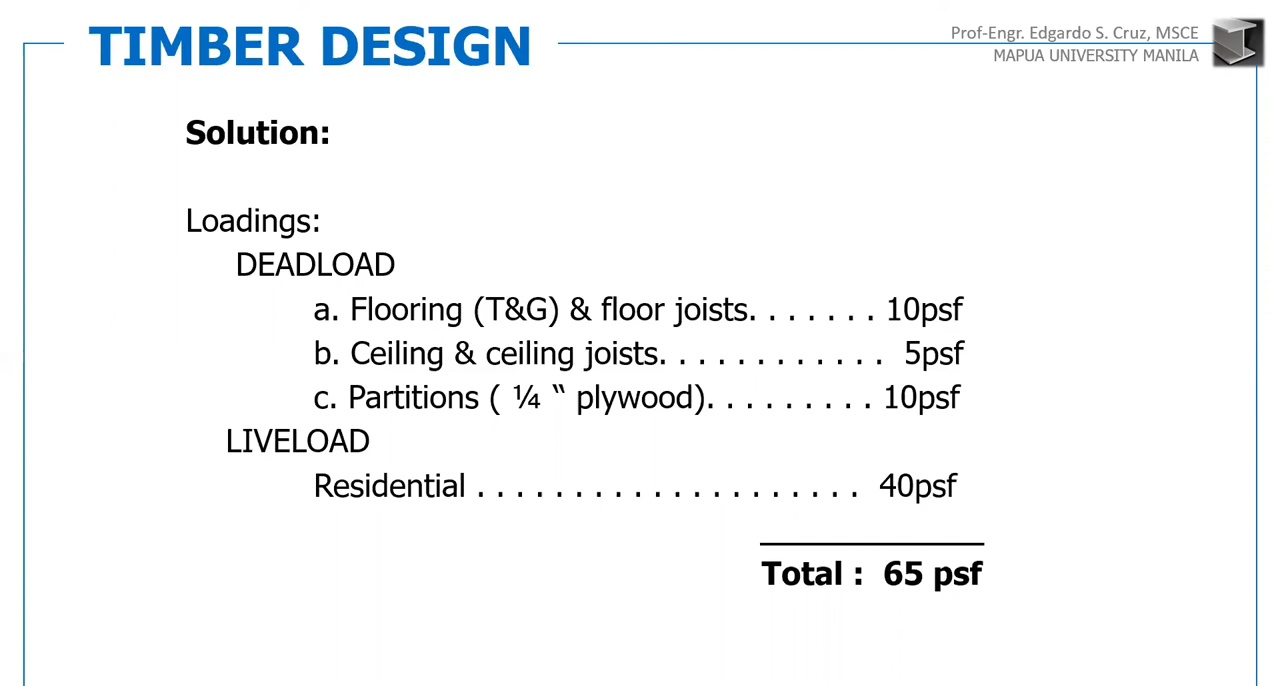 TIMBER DESIGN
Prof-Engr. Edgardo S. Cruz, MSCE
MAPUA UNIVERSITY MANILA
Solution:
Loadings:
DEADLOAD
a. Flooring (T&G) & floor joists. . . . . . . 10psf
b. Ceiling & ceiling joists. . . . . . . . . . . . 5psf
c. Partitions ( ¼ “ plywood). . . . . . . . . 10psf
LIVELOAD
Residential . . . . . . . . . . . . . . . . . . . . 40psf
Total : 65 psf